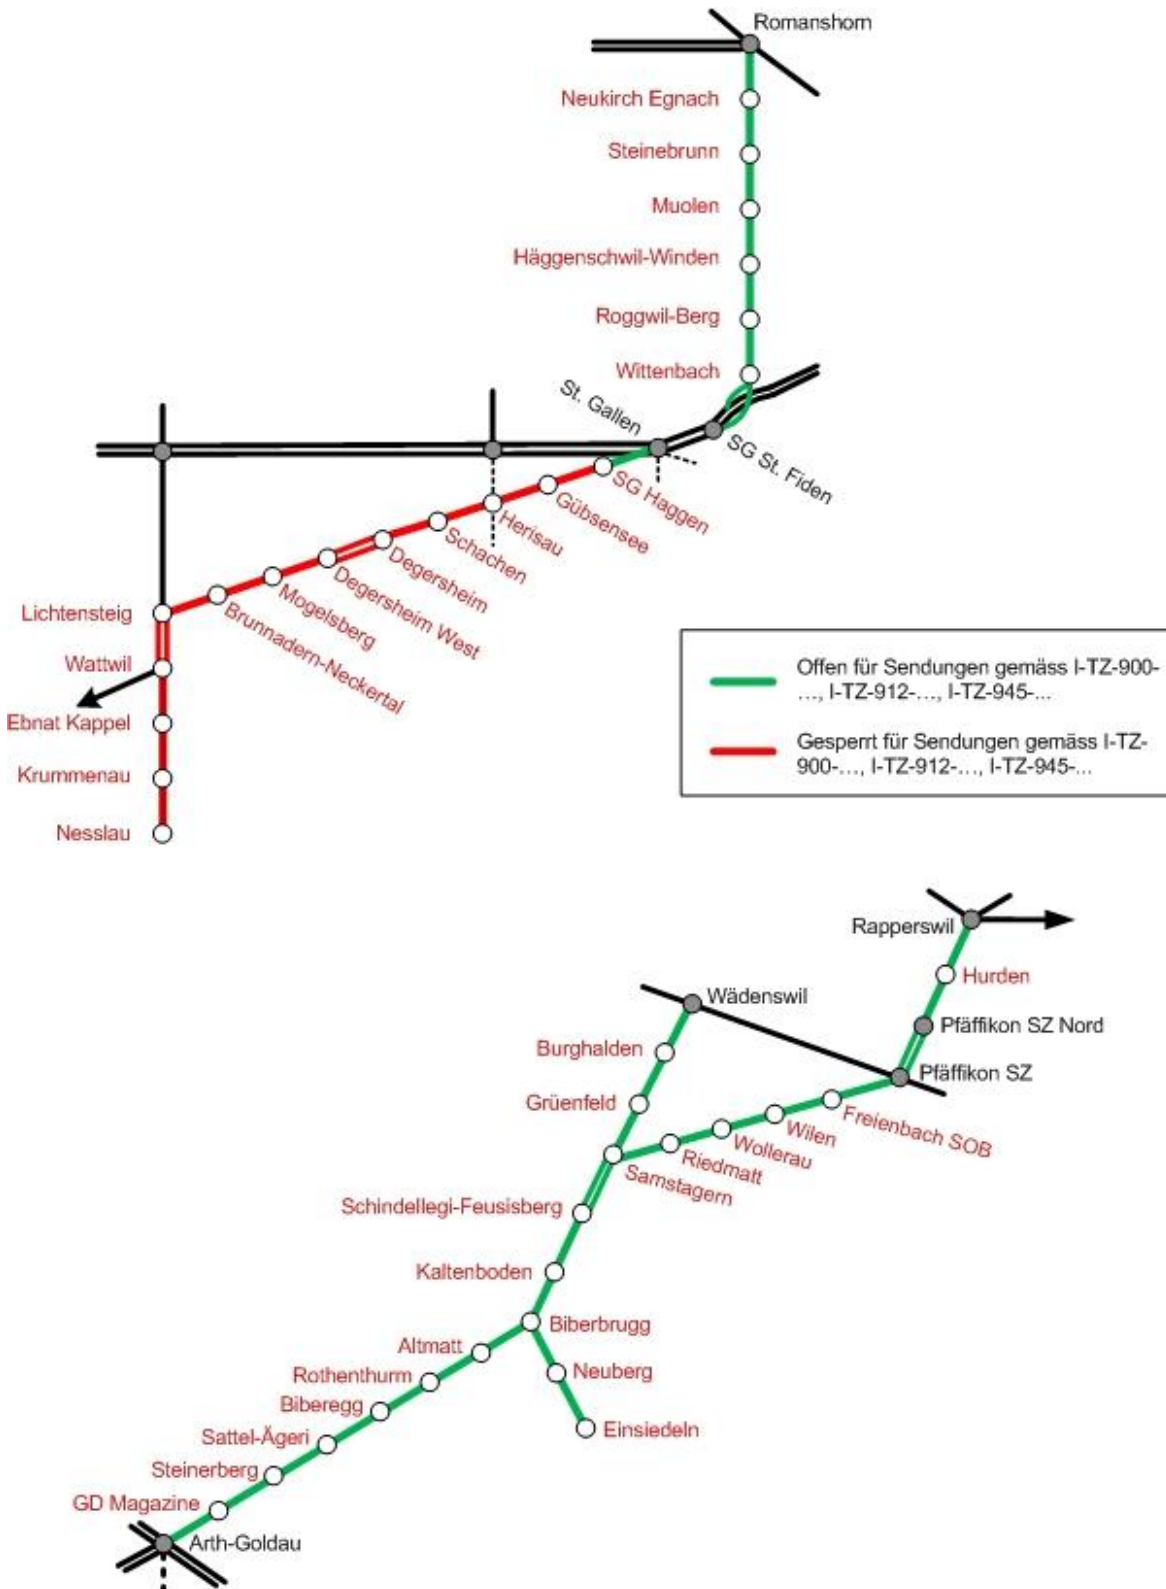 Romanshorn
Neukirch Egnach
Steinebrunn
Muolen
Häggenschwil-Winden
Roggwil-Berg
Wittenbach
St. Gallen
SG St. Fiden
SG Haggen
Gübsensee
Herisau
Schachen
Degersheim
Degersheim West
Mogelsberg
Brunnadern-Neckertal
Lichtensteig
Wattwil
Ebnat Kappel
Krummenau
Nesslau
Offen für Sendungen gemäss I-TZ-900-
…, I-TZ-912-…, I-TZ-945-...
Gesperrt für Sendungen gemäss I-TZ-
900-…, I-TZ-912-…, I-TZ-945-...
Rapperswil
Hurden
Pfäffikon SZ Nord
Pfäffikon SZ
Wädenswil
Burghalden
Grüenfeld
Freienbach SOB
Wilen
Wollerau
Riedmatt
Samstagern
Schindellegi-Feusisberg
Kaltenboden
Biberbrugg
Altmatt
Neuberg
Rothenthurm
Biberegg
Einsiedeln
Sattel-Ägeri
Steinerberg
GD Magazine
Arth-Goldau